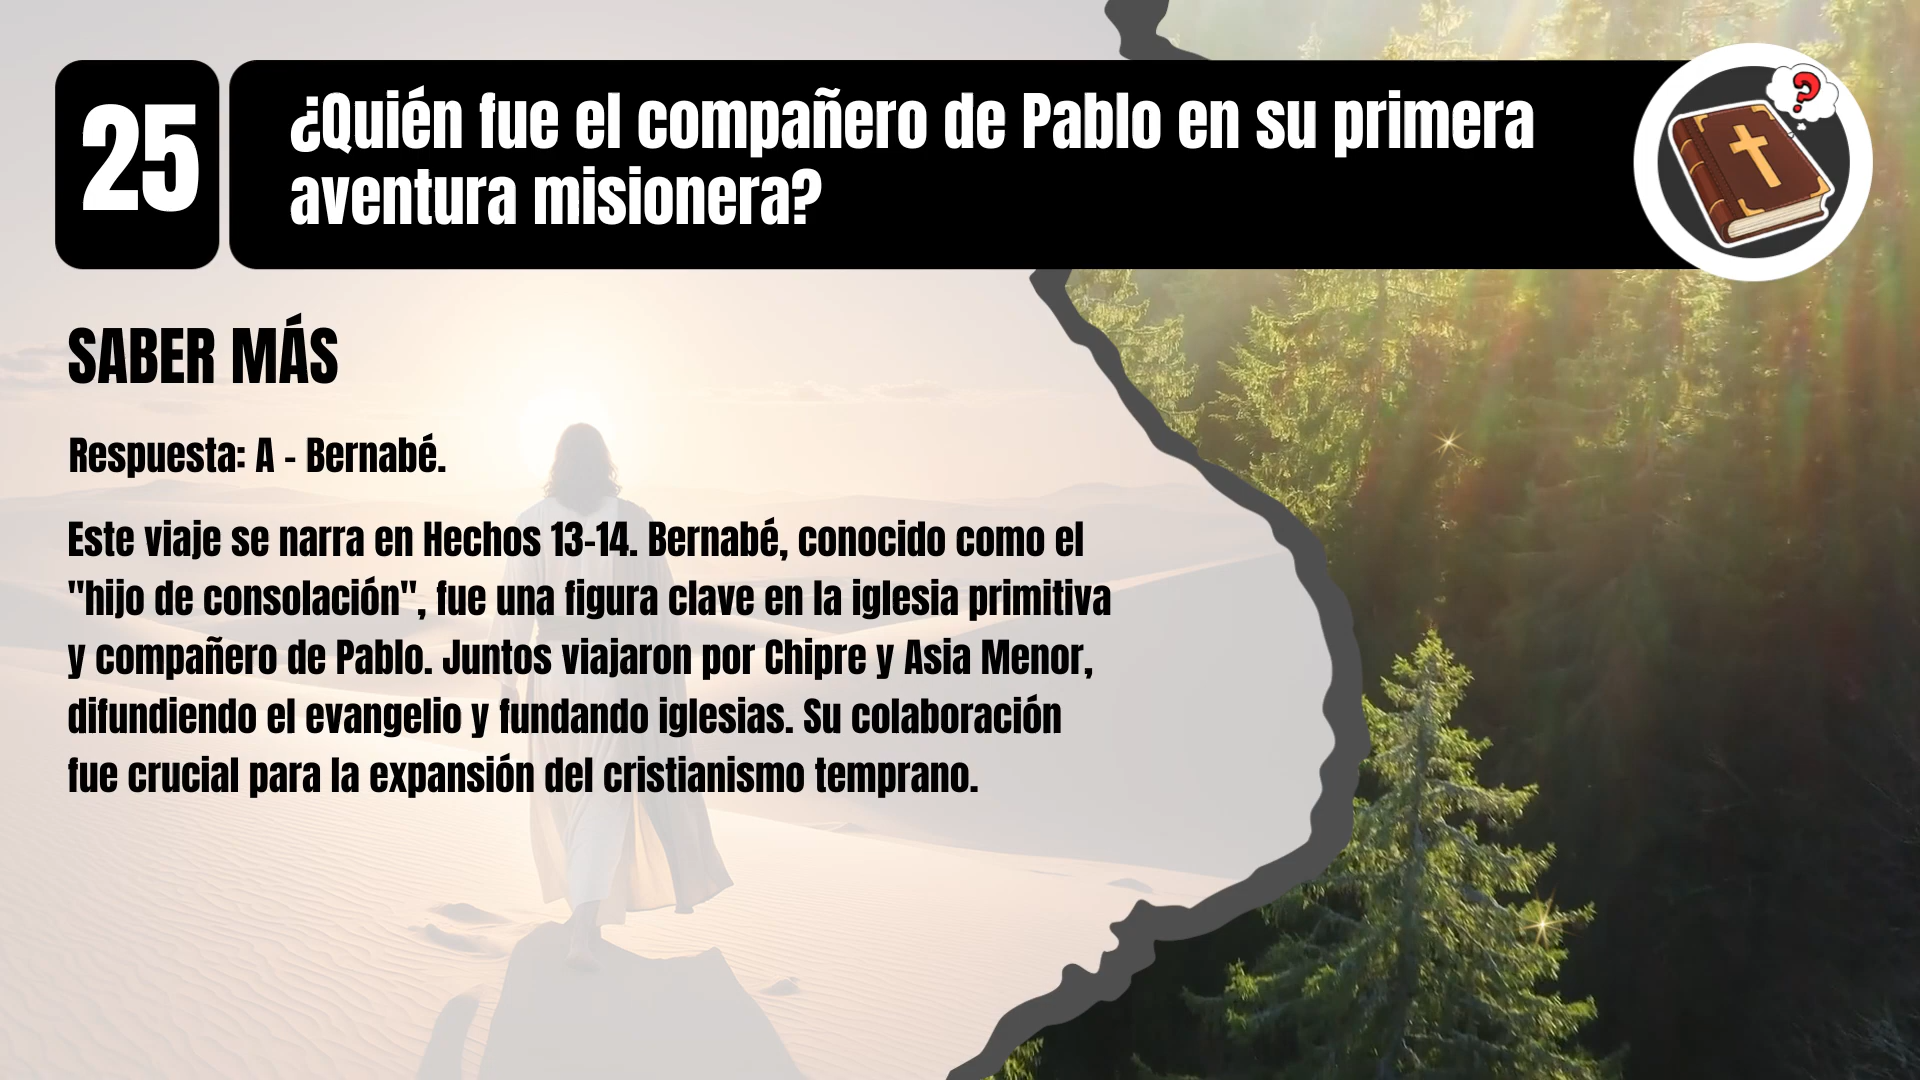 25
¿Quién fue el compañero de Pablo en su primera
aventura misionera?
?
SABER MÁS
Respuesta: A - Bernabé.
Este viaje se narra en Hechos 13-14. Bernabé, conocido como el
"hijo de consolación", fue una figura clave en la iglesia primitiva
y compañero de Pablo. Juntos viajaron por Chipre y Asia Menor,
difundiendo el evangelio y fundando iglesias. Su colaboración
fue crucial para la expansión del cristianismo temprano.